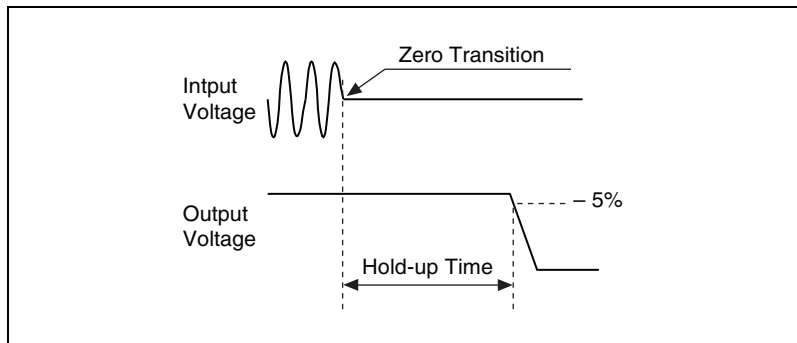 Zero Transition
Intput
Voltage
– 5%
Output
Voltage
Hold-up Time